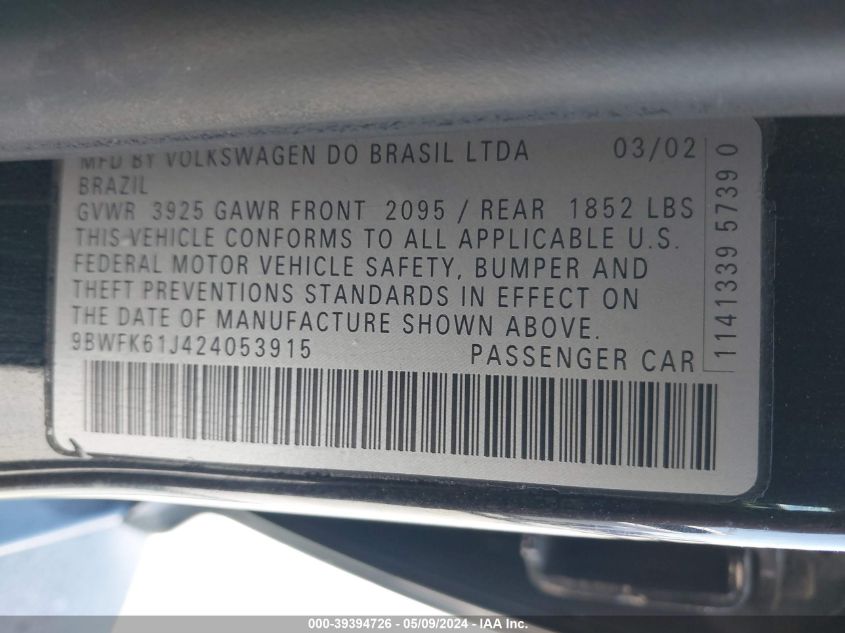 MFD BY VOLKSWAGEN DO BRASIL LTDA 03/02
BRAZIL
GVWR 3925 GAWR FRONT 2095 / REAR 1852 LBS
THIS VEHICLE CONFORMS TO ALL APPLICABLE U.S.
FEDERAL MOTOR VEHICLE SAFETY, BUMPER AND
THEFT PREVENTIONS STANDARDS IN EFFECT ON
THE DATE OF MANUFACTURE SHOWN ABOVE.
9BWFK61J424053915 PASSENGER CAR
1141339 5739 0
000-39394726 - 05/09/2024 - IAA Inc.